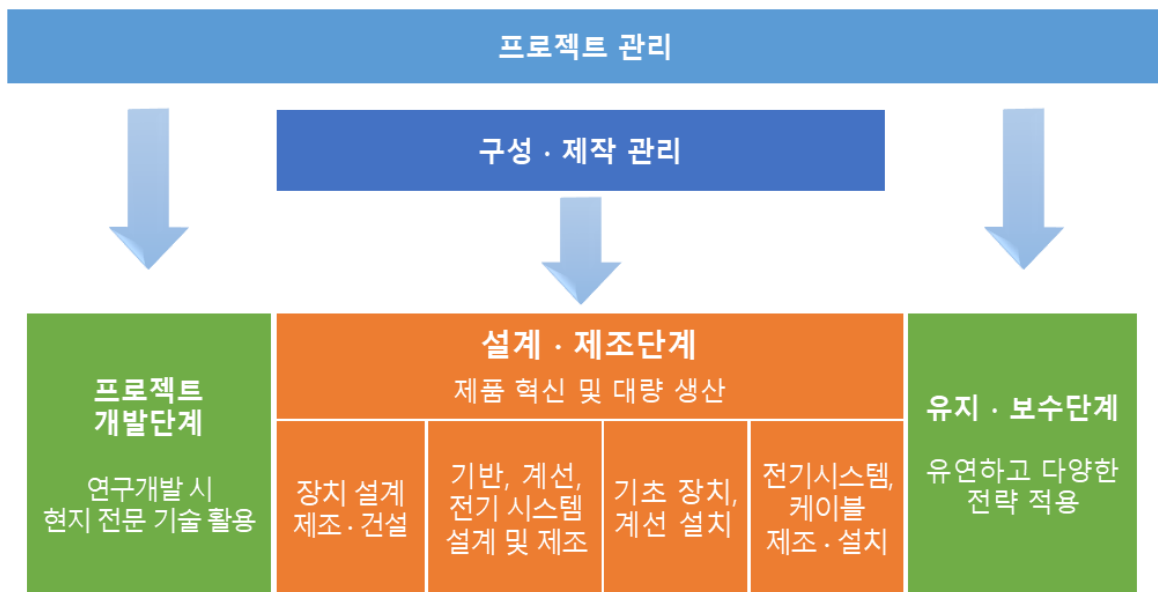 프로젝트 관리
구성 · 제작 관리
프로젝트
개발단계
연구개발 시
현지 전문 기술 활용
설계 · 제조단계
제품 혁신 및 대량 생산
장치 설계
제조 · 건설
기반, 계선,
전기 시스템
설계 및 제조
기초 장치,
계선 설치
전기시스템,
케이블
제조 · 설치
유지 · 보수단계
유연하고 다양한
전략 적용